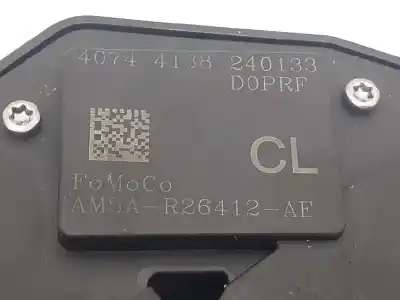 4074 4138 240133
D0PRF
CL
FoMoCo
AM5A-R26412-AE